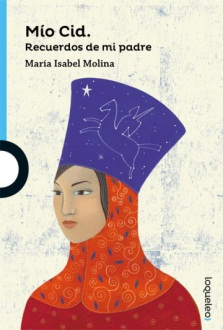 Mío Cid.
Recuerdos de mi padre
María Isabel Molina
loqueleo